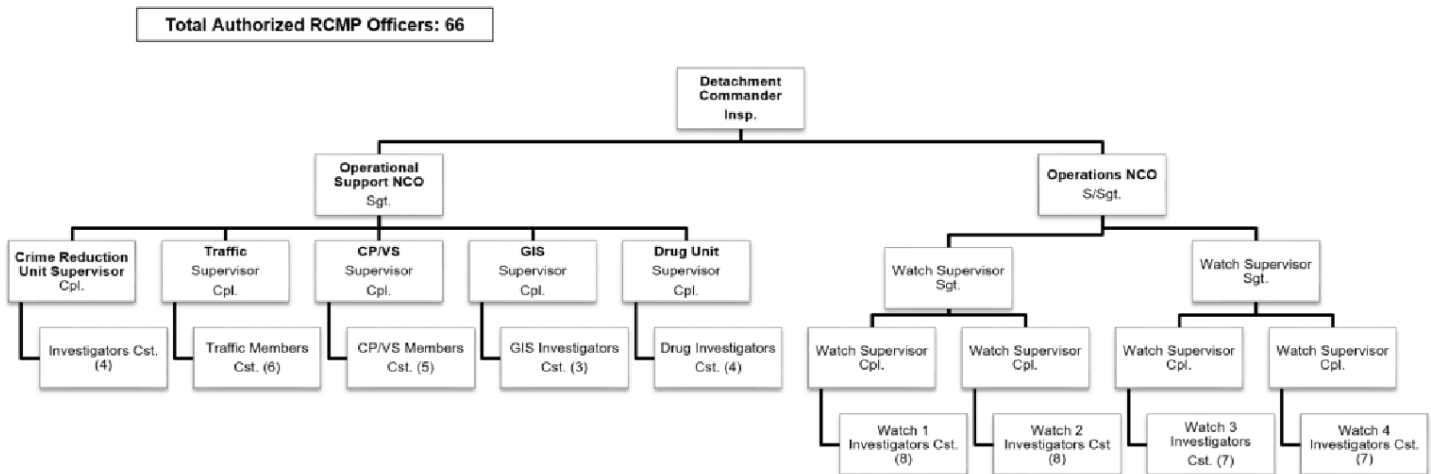 Total Authorized RCMP Officers: 66
Detachment
Commander
Insp.
Operational
Support NCO
Sgt.
Operations NCO
S/Sgt.
Crime Reduction
Unit Supervisor
Cpl.
Traffic
Supervisor
Cpl.
CP/VS
Supervisor
Cpl.
GIS
Supervisor
Cpl.
Drug Unit
Supervisor
Cpl.
Watch Supervisor
Sgt.
Watch Supervisor
Sgt.
Investigators Cst.
(4)
Traffic Members
Cst. (6)
CP/VS Members
Cst. (5)
GIS Investigators
Cst. (3)
Drug Investigators
Cst. (4)
Watch Supervisor
Cpl.
Watch Supervisor
Cpl.
Watch Supervisor
Cpl.
Watch Supervisor
Cpl.
Watch 1
Investigators Cst.
(8)
Watch 2
Investigators Cst
(8)
Watch 3
Investigators
Cst. (7)
Watch 4
Investigators Cst.
(7)